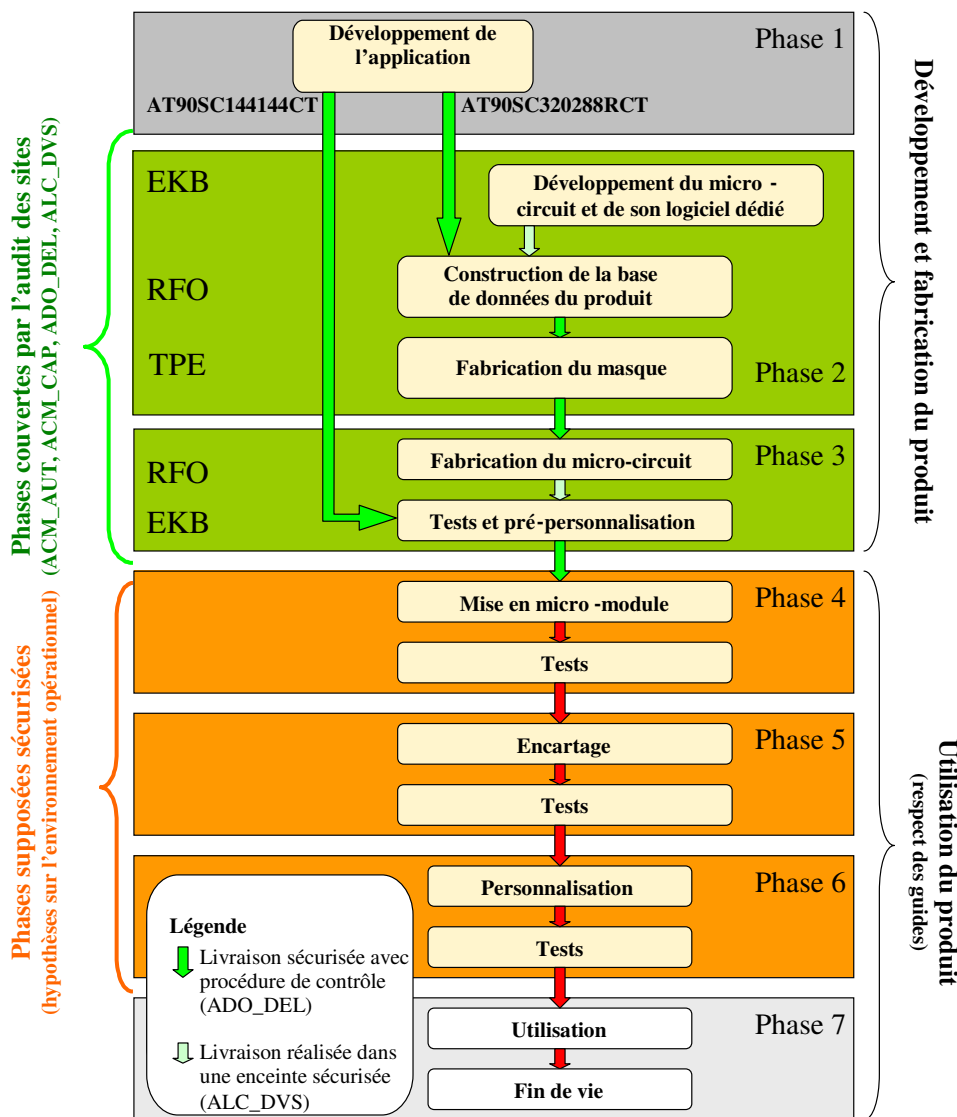 Développement de
l'application
Phase 1
AT90SC144144CT
AT90SC320288RCT
EKB
Développement du micro -
circuit et de son logiciel dédié
RFO
Construction de la base
de données du produit
TPE
Fabrication du masque
Phase 2
Fabrication du micro-circuit
Phase 3
RFO
EKB
Tests et pré-personnalisation
Mise en micro -module
Phase 4
Tests
Encartage
Phase 5
Tests
Personnalisation
Phase 6
Tests
Utilisation
Phase 7
Fin de vie
Légende
Livraison sécurisée avec
procédure de contrôle
(ADO_DEL)
Livraison réalisée dans
une enceinte sécurisée
(ALC_DVS)
Phases couvertes par l'audit des sites
(ACM_AUT, ACM_CAP, ADO_DEL, ALC_DVS)
Phases supposées sécurisées
(hypothèses sur l'environnement opérationnel)
Développement et fabrication du produit
Utilisation du produit
(respect des guides)